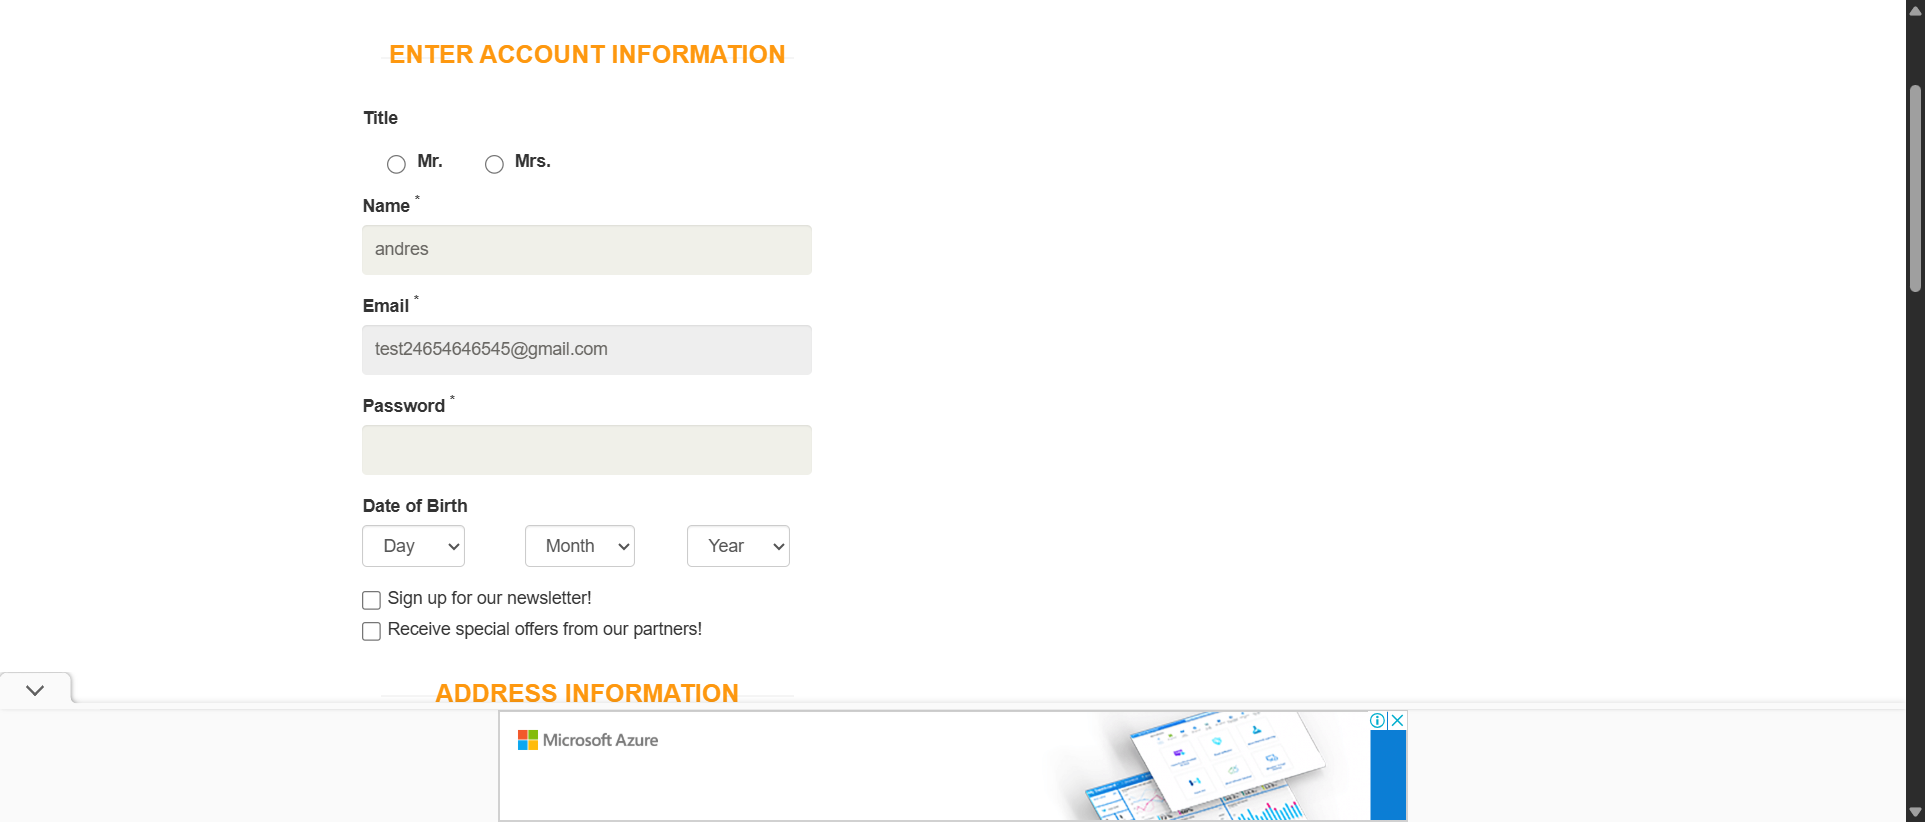 ENTER ACCOUNT INFORMATION
Title
Mr. Mrs.
Name *
andres
Email *
test24654646545@gmail.com
Password *
Date of Birth
Day Month Year
Sign up for our newsletter!
Receive special offers from our partners!
ADDRESS INFORMATION
Microsoft Azure